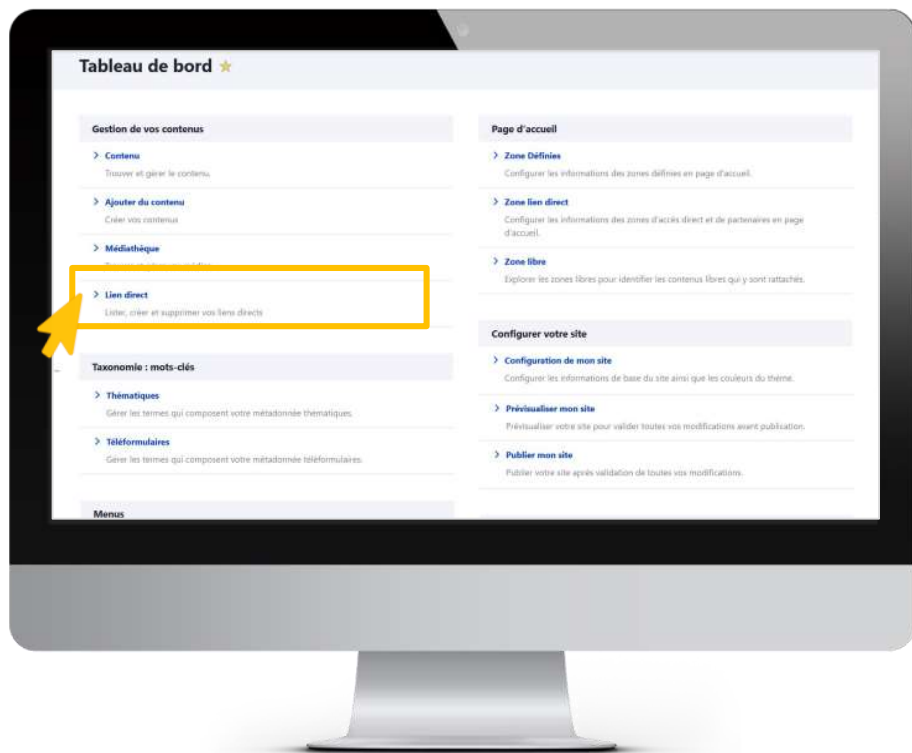 Tableau de bord
Gestion de vos contenus
Contenu
Trouver et gérer le contenu.
Ajouter du contenu
Créer vos contenus
Médiathèque
Lien direct
Lister, créer et supprimer vos liens directs
Taxonomie : mots-clés
Thématiques
Gérer les termes qui composent votre métadonnée thématiques.
Téléformulaires
Gérer les termes qui composent votre métadonnée téléformulaires.
Menus
Page d'accueil
Zone Définies
Configurer les informations des zones définies en page d'accueil.
Zone lien direct
Configurer les informations des zones d'accès direct et de partenaires en page
d'accueil.
Zone libre
Explorer les zones libres pour identifier les contenus libres qui y sont rattachés.
Configurer votre site
Configuration de mon site
Configurer les informations de base du site ainsi que les couleurs du thème.
Prévisualiser mon site
Prévisualiser votre site pour valider toutes vos modifications avant publication.
Publier mon site
Publier votre site après validation de toutes vos modifications.